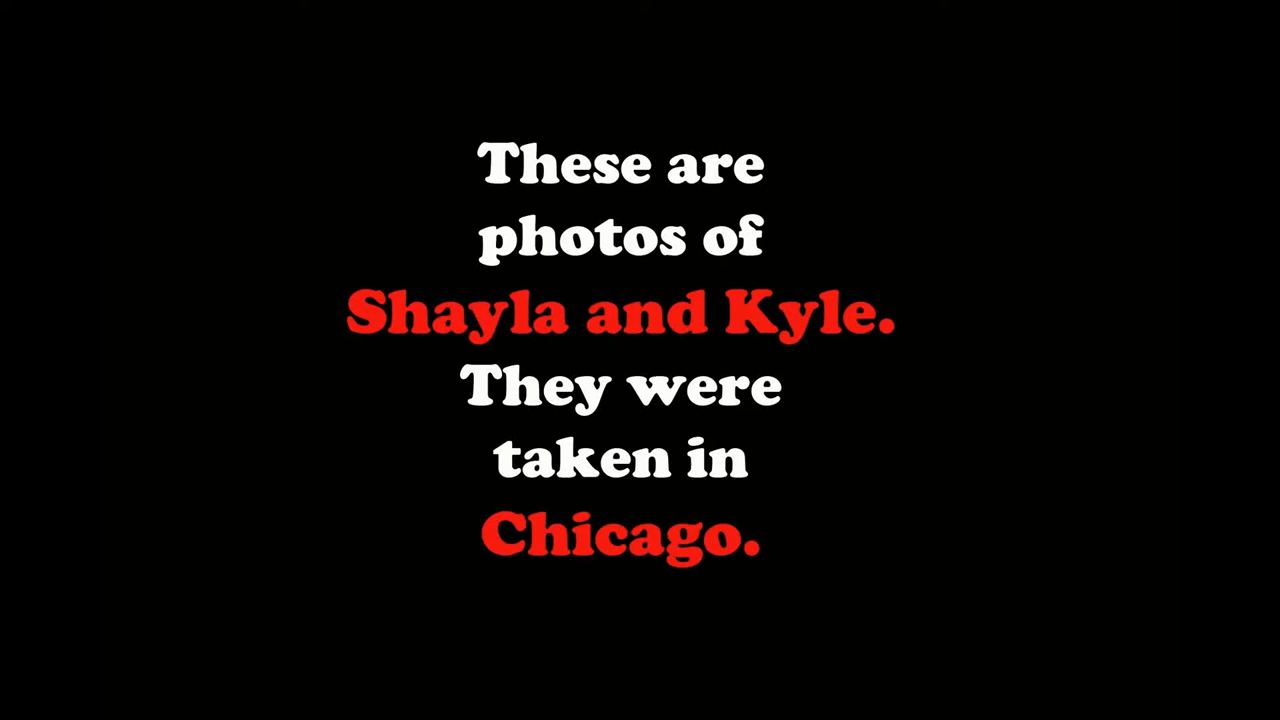 These are
photos of
Shayla and Kyle.
They were
taken in
Chicago.